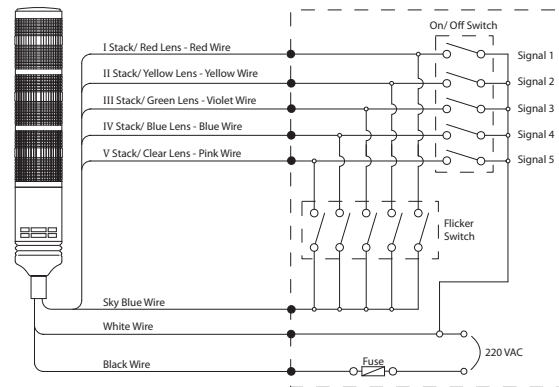 On/ Off Switch
I Stack/ Red Lens - Red Wire
Signal 1
II Stack/ Yellow Lens - Yellow Wire
Signal 2
III Stack/ Green Lens - Violet Wire
Signal 3
IV Stack/ Blue Lens - Blue Wire
Signal 4
V Stack/ Clear Lens - Pink Wire
Signal 5
Flicker
Switch
Sky Blue Wire
White Wire
220 VAC
Black Wire
Fuse